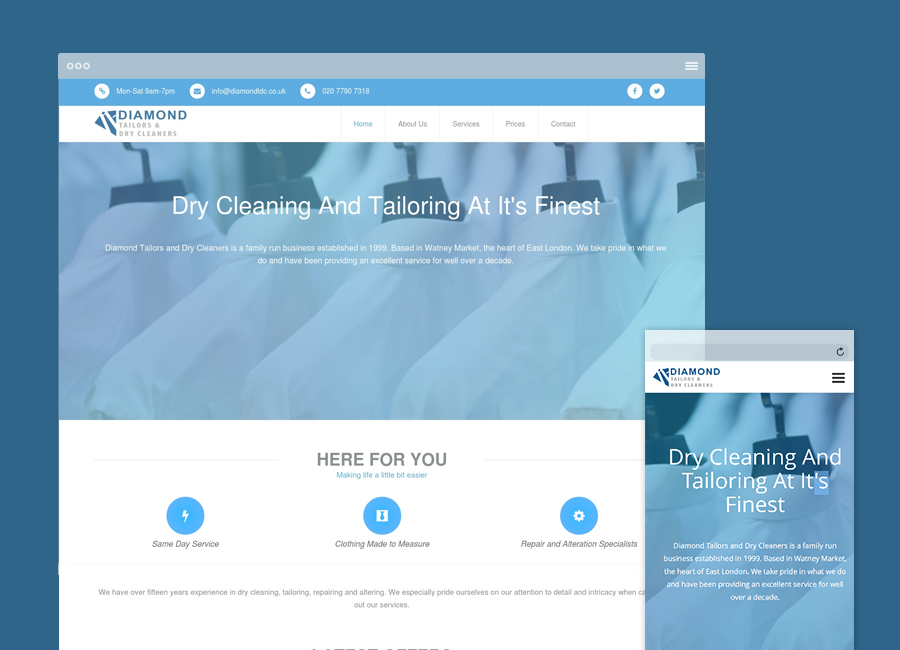 Mon-Sat 9am-7pm
info@diamondtdc.co.uk
020 7790 7318
DIAMOND
TAILORS &
DRY CLEANERS
Home
About Us
Services
Prices
Contact
Dry Cleaning And Tailoring At It's Finest
Diamond Tailors and Dry Cleaners is a family run business established in 1999. Based in Watney Market, the heart of East London. We take pride in what we
do and have been providing an excellent service for well over a decade.
HERE FOR YOU
Making life a little bit easier
Same Day Service
Clothing Made to Measure
Repair and Alteration Specialists
We have over fifteen years experience in dry cleaning, tailoring, repairing and altering. We especially pride ourselves on our attention to detail and intricacy when
out our services.
DIAMOND
TAILORS &
DRY CLEANERS
Dry Cleaning And
Tailoring At It's
Finest
Diamond Tailors and Dry Cleaners is a family run
business established in 1999. Based in Watney Market,
the heart of East London. We take pride in what we do
and have been providing an excellent service for well
over a decade.